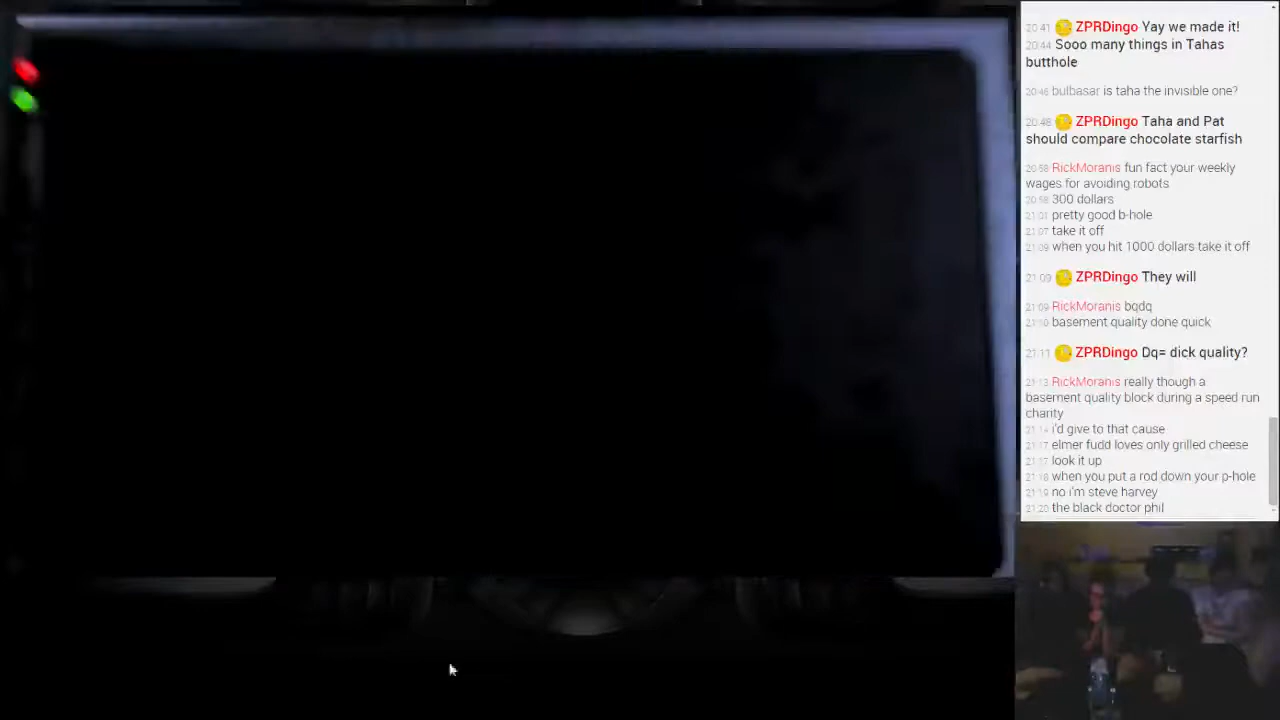 20:41 ZPRDingo Yay we made it!
20:44 Sooo many things in Tahas
butthole
20:46 bulbasar is taha the invisible one?
20:48 ZPRDingo Taha and Pat
should compare chocolate starfish
20:58 RickMoranis fun fact your weekly
wages for avoiding robots
20:58 300 dollars
21:01 pretty good b-hole
21:07 take it off
21:09 when you hit 1000 dollars take it off
21:09 ZPRDingo They will
21:09 RickMoranis bqdq
21:10 basement quality done quick
21:11 ZPRDingo Dq= dick quality?
21:13 RickMoranis really though a
basement quality block during a speed run
charity
21:14 i'd give to that cause
21:17 elmer fudd loves only grilled cheese
21:17 look it up
21:18 when you put a rod down your p-hole
21:19 no i'm steve harvey
21:20 the black doctor phil